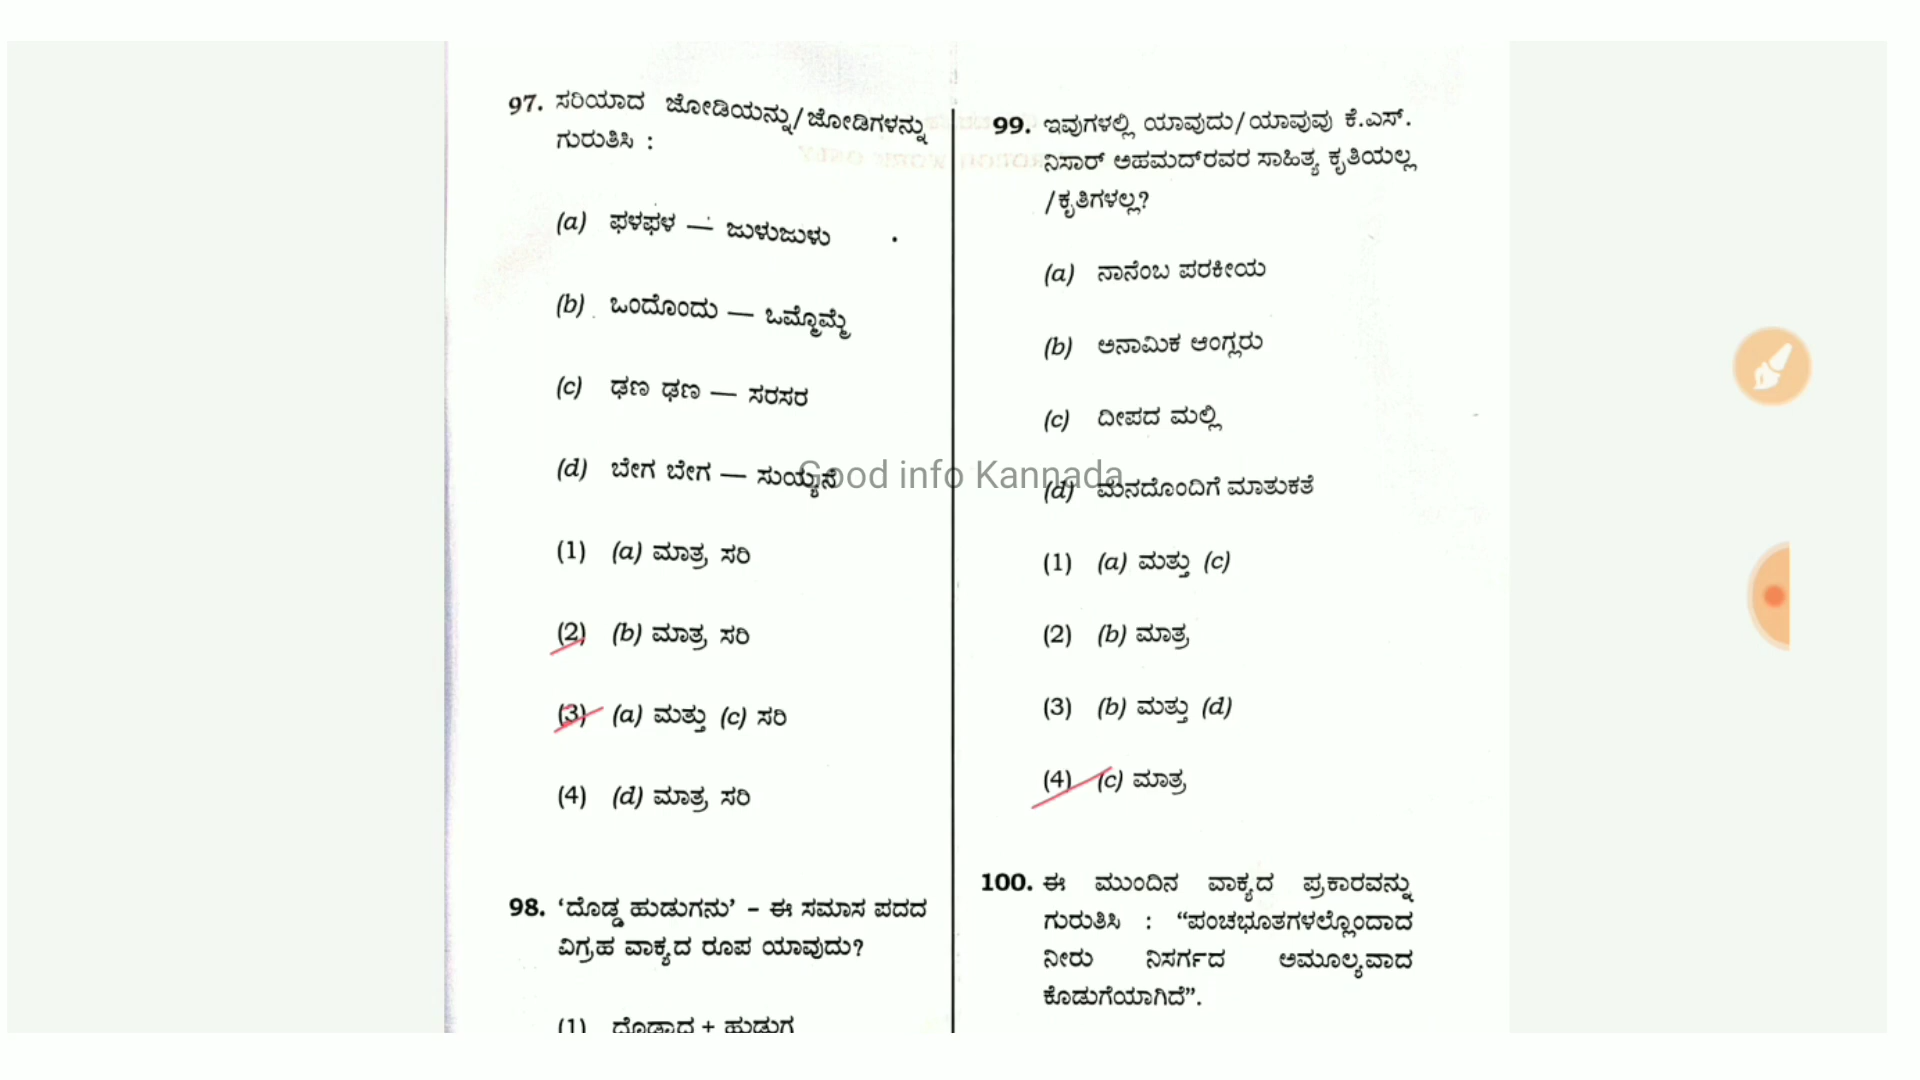 97. ಸರಿಯಾದ ಜೋಡಿಯನ್ನು/ಜೋಡಿಗಳನ್ನು
ಗುರುತಿಸಿ :
(a) ಫಳಫಳ — ಜುಳುಜುಳು
(b) ಒಂದೊಂದು — ಒಮ್ಮೊಮ್ಮೆ
(c) ಢಣ ಢಣ — ಸರಸರ
(d) ಬೇಗ ಬೇಗ — ಸುಯ್ಯನೆ
(1) (a) ಮಾತ್ರ ಸರಿ
(2) (b) ಮಾತ್ರ ಸರಿ
(3) (a) ಮತ್ತು (c) ಸರಿ
(4) (d) ಮಾತ್ರ ಸರಿ
98. ‘ದೊಡ್ಡ ಹುಡುಗನು’ – ಈ ಸಮಾಸ ಪದದ
ವಿಗ್ರಹ ವಾಕ್ಯದ ರೂಪ ಯಾವುದು?
(1) ದೊಡ್ಡಾದ + ಹುಡುಗ
99. ಇವುಗಳಲ್ಲಿ ಯಾವುದು/ಯಾವುವು ಕೆ.ಎಸ್.
ನಿಸಾರ್ ಅಹಮದ್‌ರವರ ಸಾಹಿತ್ಯ ಕೃತಿಯಲ್ಲ
/ಕೃತಿಗಳಲ್ಲ?
(a) ನಾನೆಂಬ ಪರಕೀಯ
(b) ಅನಾಮಿಕ ಆಂಗ್ಲರು
(c) ದೀಪದ ಮಲ್ಲಿ
(d) ಮನದೊಂದಿಗೆ ಮಾತುಕತೆ
(1) (a) ಮತ್ತು (c)
(2) (b) ಮಾತ್ರ
(3) (b) ಮತ್ತು (d)
(4) (c) ಮಾತ್ರ
100. ಈ ಮುಂದಿನ ವಾಕ್ಯದ ಪ್ರಕಾರವನ್ನು
ಗುರುತಿಸಿ : “ಪಂಚಭೂತಗಳಲ್ಲೊಂದಾದ
ನೀರು ನಿಸರ್ಗದ ಅಮೂಲ್ಯವಾದ
ಕೊಡುಗೆಯಾಗಿದೆ”.
Good info Kannada